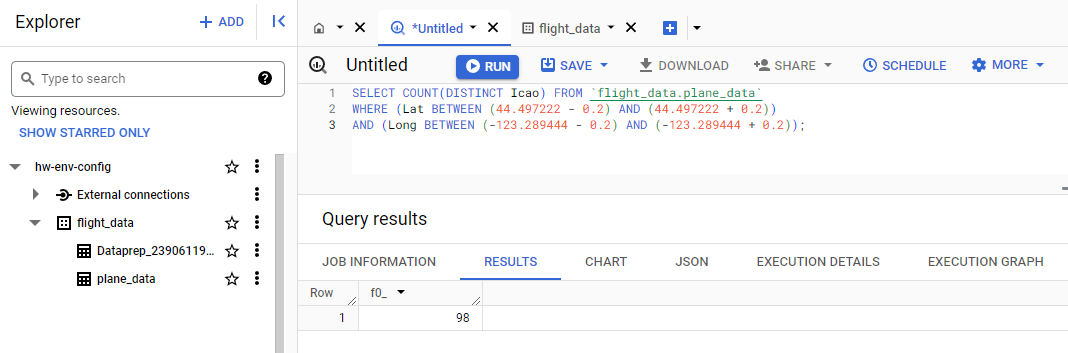 Explorer
+ ADD
Type to search
Viewing resources.
SHOW STARRED ONLY
hw-env-config
External connections
flight_data
Dataprep_23906119...
plane_data
*Untitled
flight_data
Untitled
RUN
SAVE
DOWNLOAD
SHARE
SCHEDULE
MORE
1 SELECT COUNT(DISTINCT Icao) FROM `flight_data.plane_data`
2 WHERE (Lat BETWEEN (44.497222 - 0.2) AND (44.497222 + 0.2))
3 AND (Long BETWEEN (-123.289444 - 0.2) AND (-123.289444 + 0.2));
Query results
JOB INFORMATION
RESULTS
CHART
JSON
EXECUTION DETAILS
EXECUTION GRAPH
Row f0_
1 98